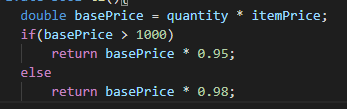 double basePrice = quantity * itemPrice;
if(basePrice > 1000)
return basePrice * 0.95;
else
return basePrice * 0.98;